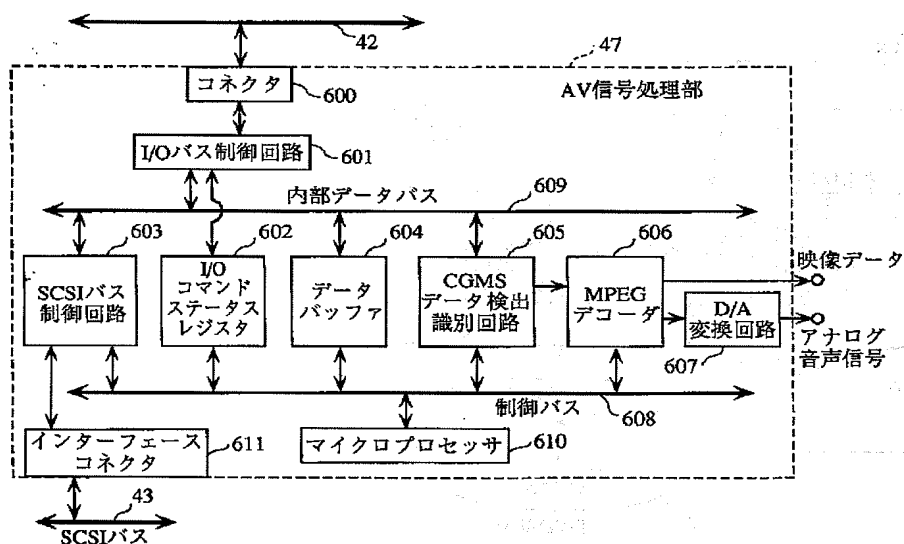 42
47
コネクタ
600
AV信号処理部
I/Oバス制御回路
601
内部データバス
609
603
602
604
605
606
SCSIバス
制御回路
I/O
コマンド
ステータス
レジスタ
データ
バッファ
CGMS
データ検出
識別回路
MPEG
デコーダ
映像データ
D/A
変換回路
607
アナログ
音声信号
制御バス
608
インターフェース
コネクタ
611
マイクロプロセッサ
610
43
SCSIバス